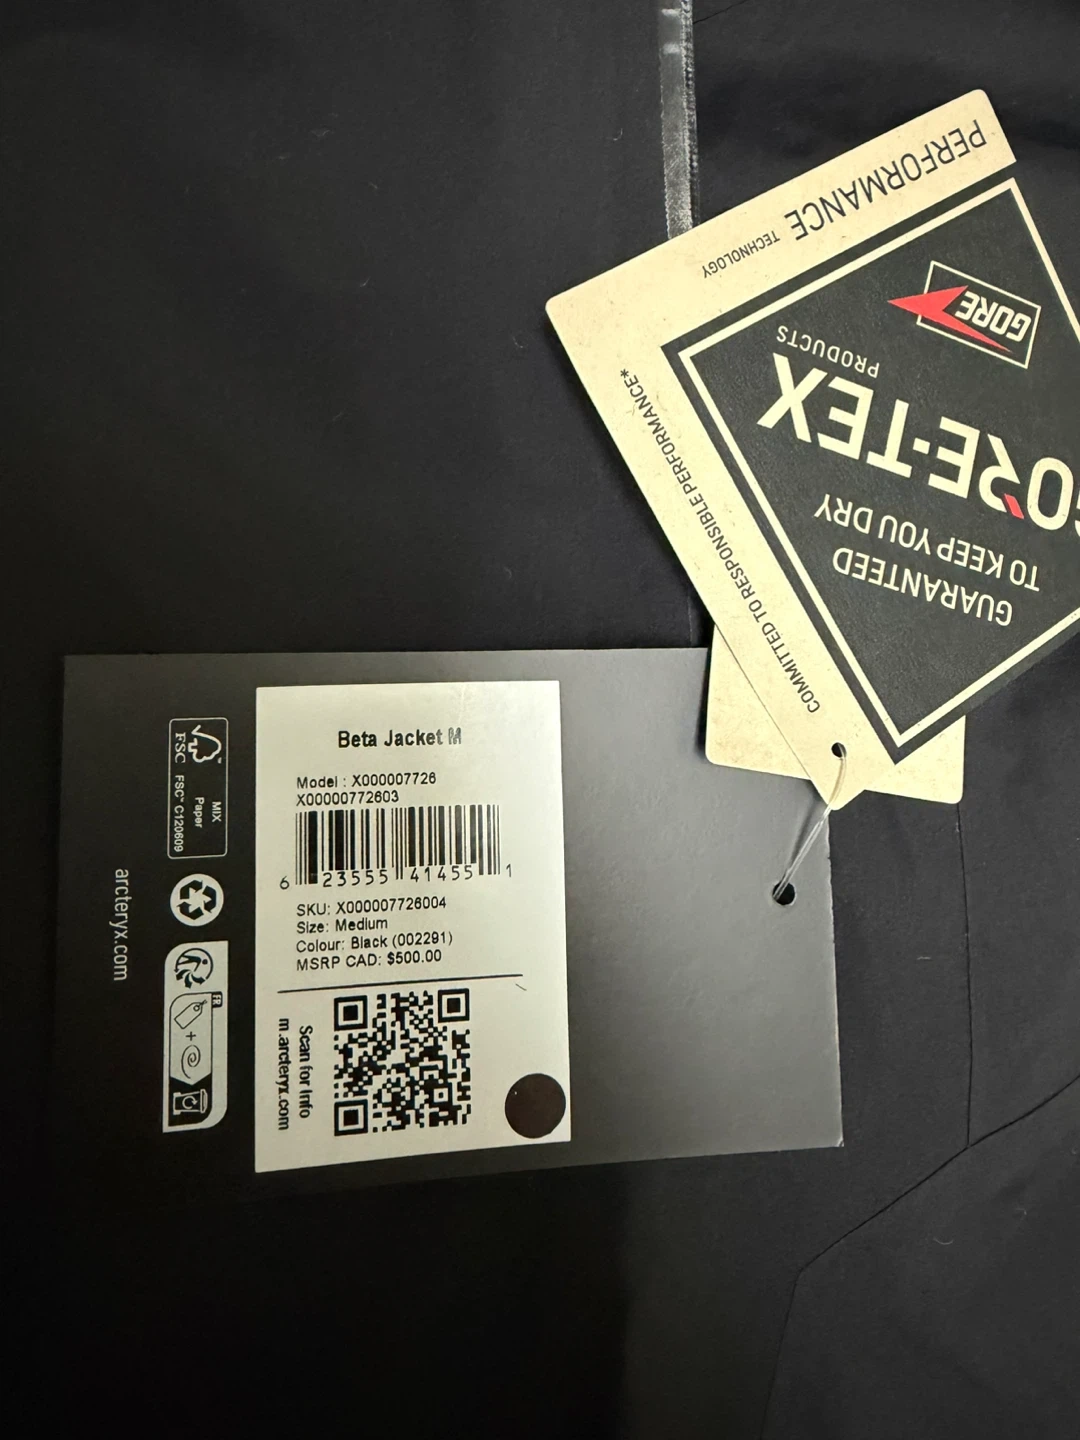 PERFORMANCE
TECHNOLOGY
COMMITTED TO RESPONSIBLE PERFORMANCE*
GORE
PRODUCTS
GORE-TEX
GUARANTEED
TO KEEP YOU DRY
Beta Jacket M
Model : X000007726
X00000772603
6 23555 41455 1
SKU: X000007726004
Size: Medium
Colour: Black (002291)
MSRP CAD: $500.00
Scan for Info
m.arcteryx.com
FSC
MIX
Paper
FSC™ C120609
FR
arcteryx.com